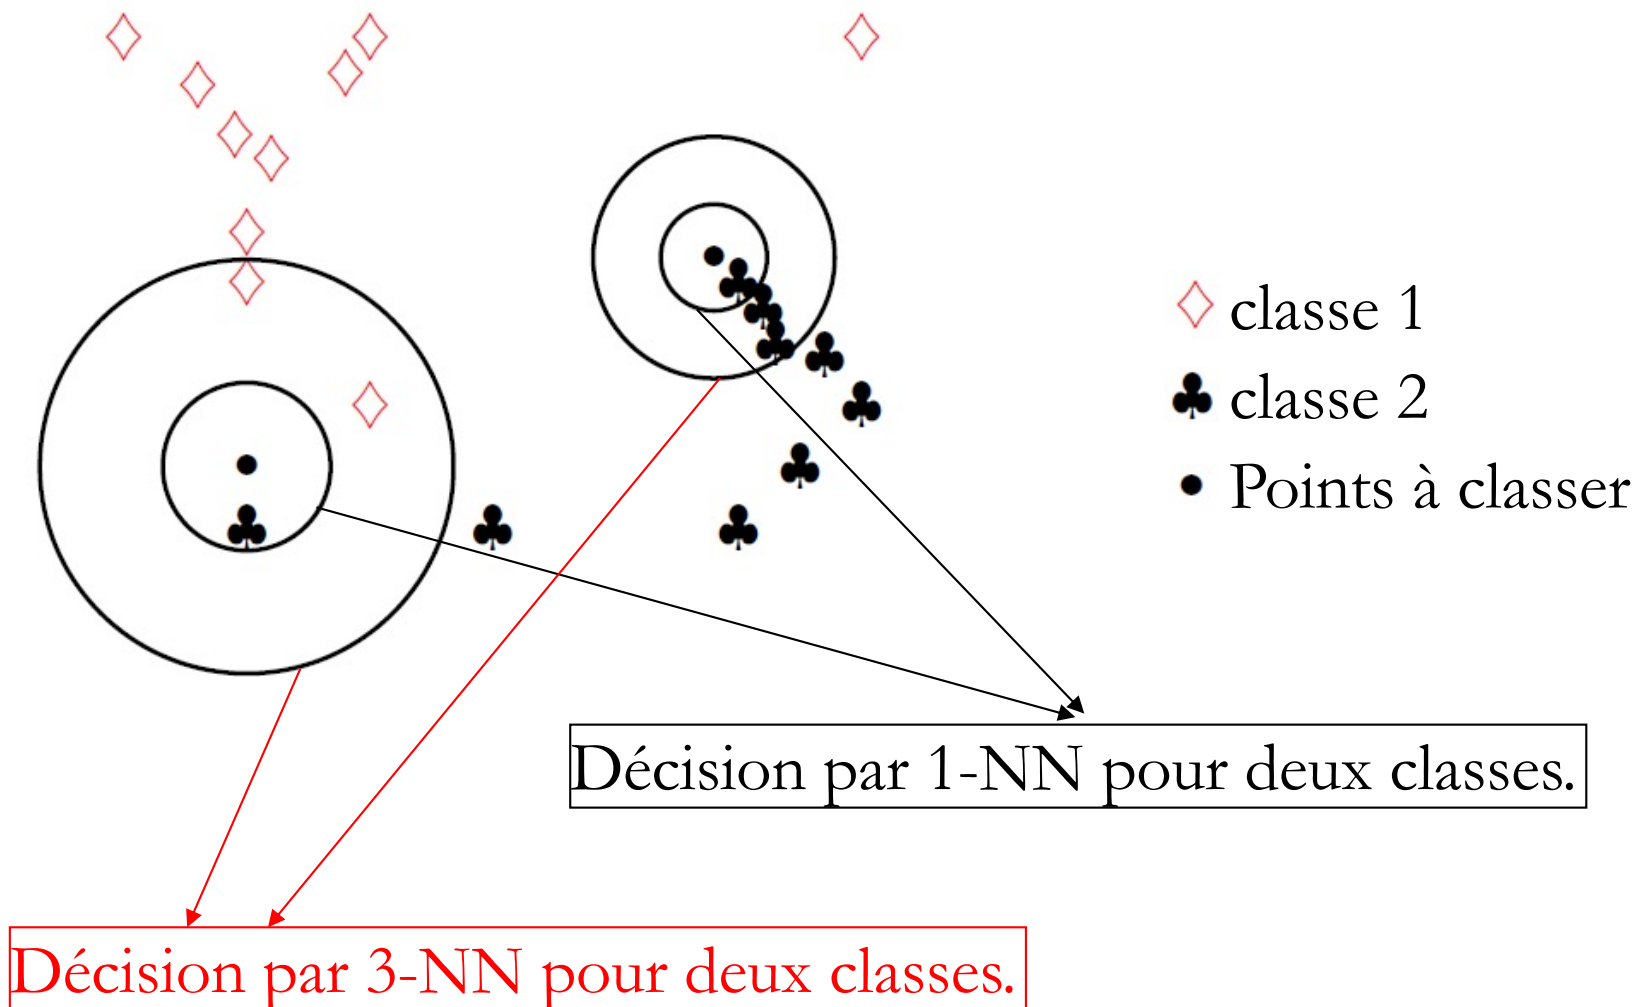 classe 1
classe 2
Points à classer
Décision par 1-NN pour deux classes.
Décision par 3-NN pour deux classes.